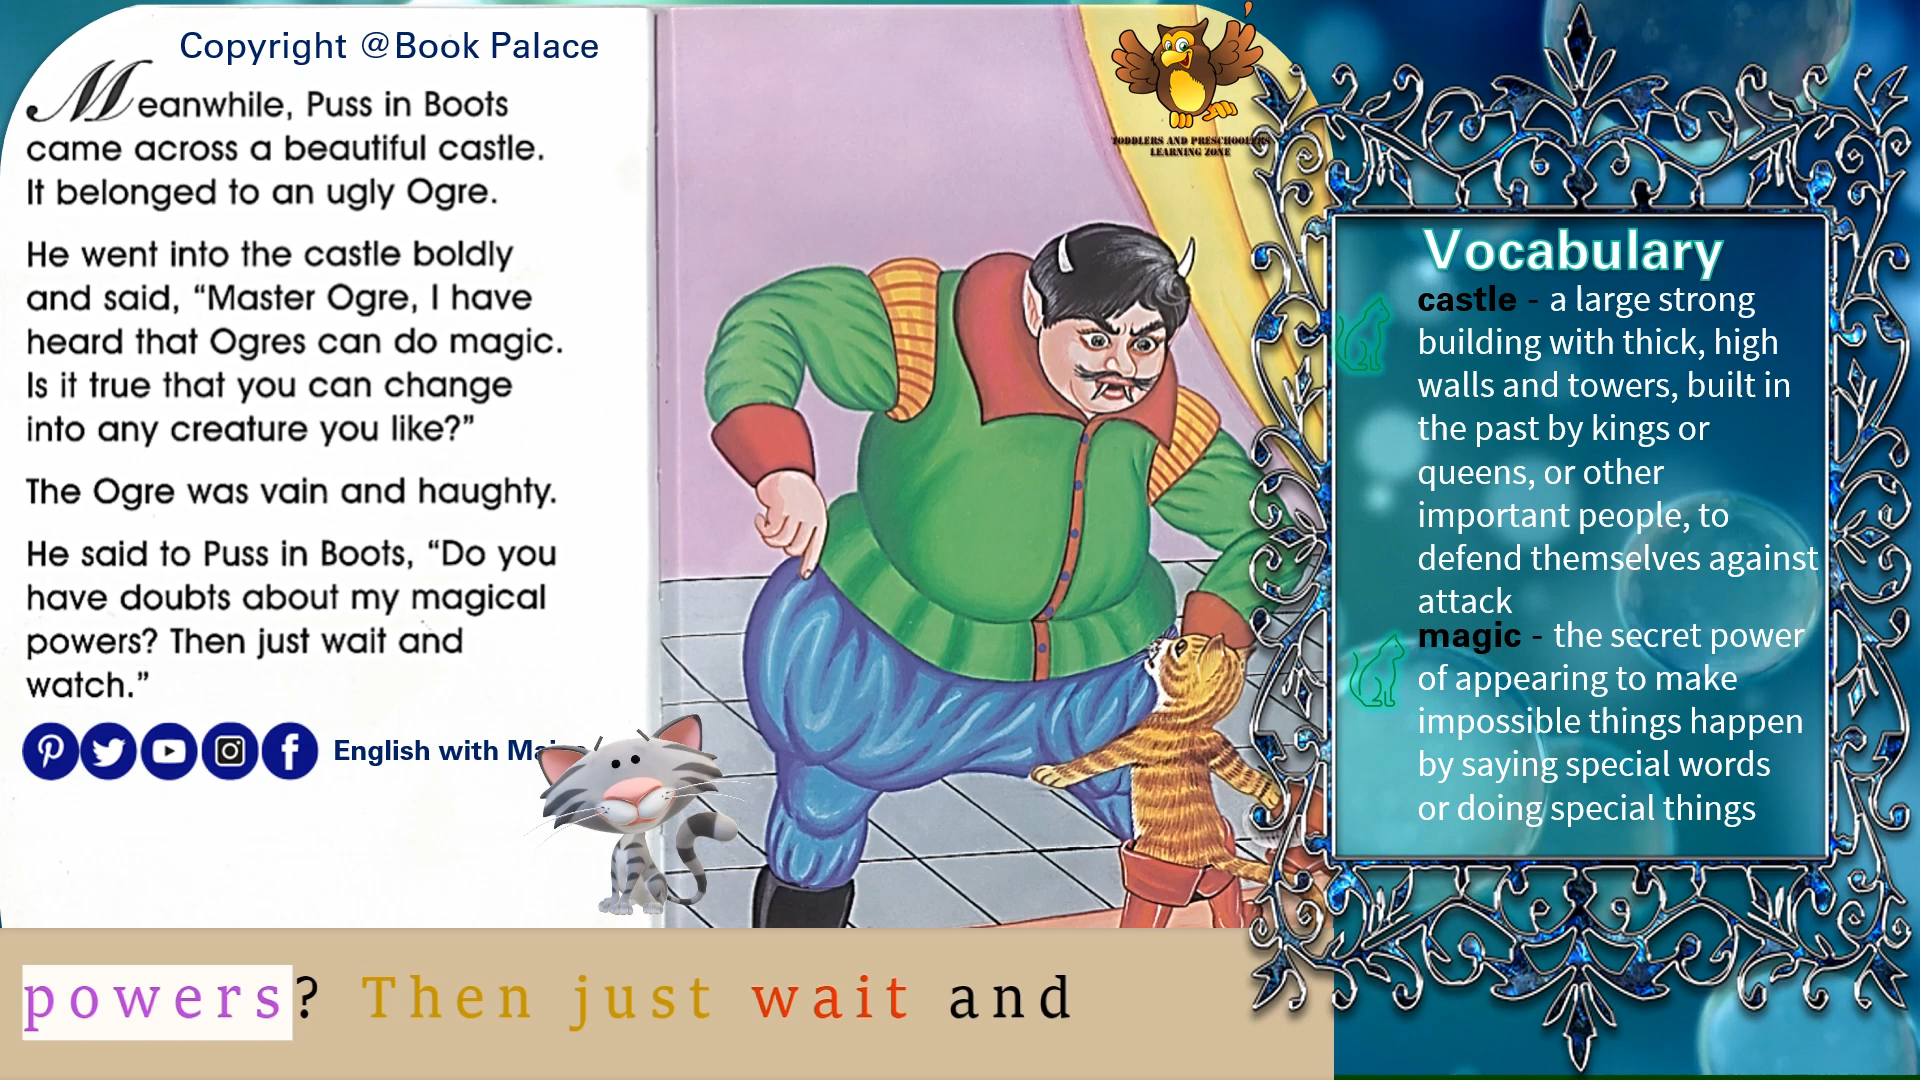 Copyright @Book Palace
Meanwhile, Puss in Boots
came across a beautiful castle.
It belonged to an ugly Ogre.
He went into the castle boldly
and said, “Master Ogre, I have
heard that Ogres can do magic.
Is it true that you can change
into any creature you like?”
The Ogre was vain and haughty.
He said to Puss in Boots, “Do you
have doubts about my magical
powers? Then just wait and
watch.”
English with
powers? Then just wait and
TODDLERS AND PRESCHOOLERS
LEARNING ZONE
Vocabulary
castle - a large strong
building with thick, high
walls and towers, built in
the past by kings or
queens, or other
important people, to
defend themselves against
attack
magic - the secret power
of appearing to make
impossible things happen
by saying special words
or doing special things